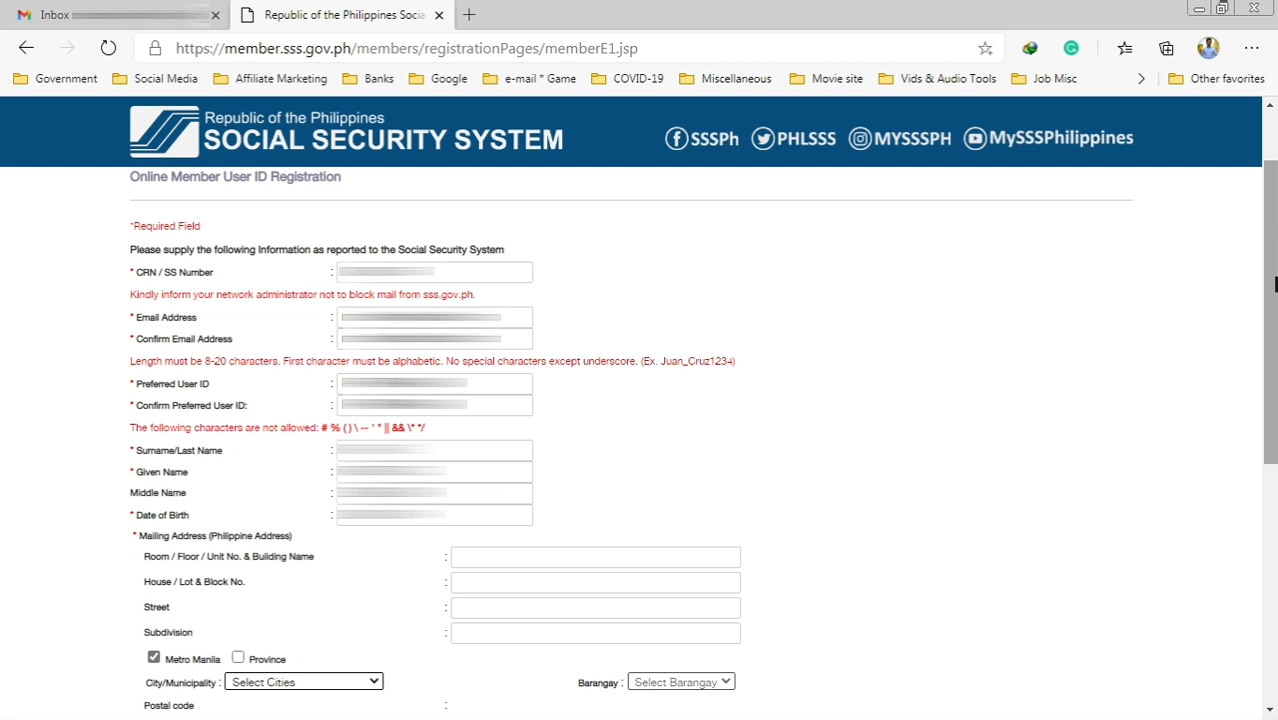 Inbox
Republic of the Philippines Socia
https://member.sss.gov.ph/members/registrationPages/memberE1.jsp
Government
Social Media
Affiliate Marketing
Banks
Google
e-mail * Game
COVID-19
Miscellaneous
Movie site
Vids & Audio Tools
Job Misc
Other favorites
Republic of the Philippines
SOCIAL SECURITY SYSTEM
SSSPh
PHLSSS
MYSSSPH
MySSSPhilippines
Online Member User ID Registration
*Required Field
Please supply the following Information as reported to the Social Security System
* CRN / SS Number :
Kindly inform your network administrator not to block mail from sss.gov.ph.
* Email Address :
* Confirm Email Address :
Length must be 8-20 characters. First character must be alphabetic. No special characters except underscore. (Ex. Juan_Cruz1234)
* Preferred User ID :
* Confirm Preferred User ID: :
The following characters are not allowed: # % ( ) \ -- ' " || && \* */
* Surname/Last Name :
* Given Name :
Middle Name :
* Date of Birth :
* Mailing Address (Philippine Address)
Room / Floor / Unit No. & Building Name :
House / Lot & Block No. :
Street :
Subdivision :
Metro Manila Province
City/Municipality : Select Cities Barangay : Select Barangay
Postal code :